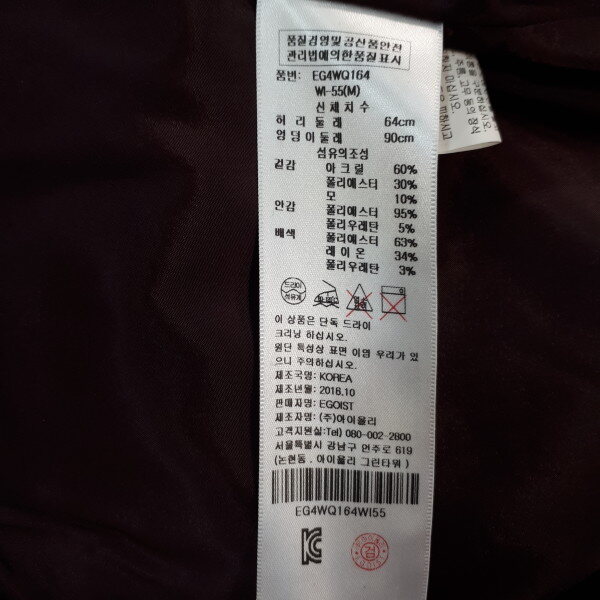 품질경영및공산품안전
관리법에의한품질표시
품번: EG4WQ164
WI-55(M)
신체치수
허리둘레 64cm
엉덩이둘레 90cm
섬유의조성
겉감 아크릴 60%
폴리에스터 30%
모 10%
안감 폴리에스터 95%
폴리우레탄 5%
배색 폴리에스터 63%
레이온 34%
폴리우레탄 3%
드라이
석유계
이 상품은 단독 드라이
크리닝 하십시오.
원단 특성상 표면 이염 우려가 있
으니 주의하십시오.
제조국명: KOREA
제조년월: 2018.10
판매자명: EGOIST
제조자명: (주)아이올리
고객지원실:Tel) 080-002-2800
서울특별시 강남구 언주로 619
(논현동, 아이올리 그린타워)
EG4WQ164WI55
검